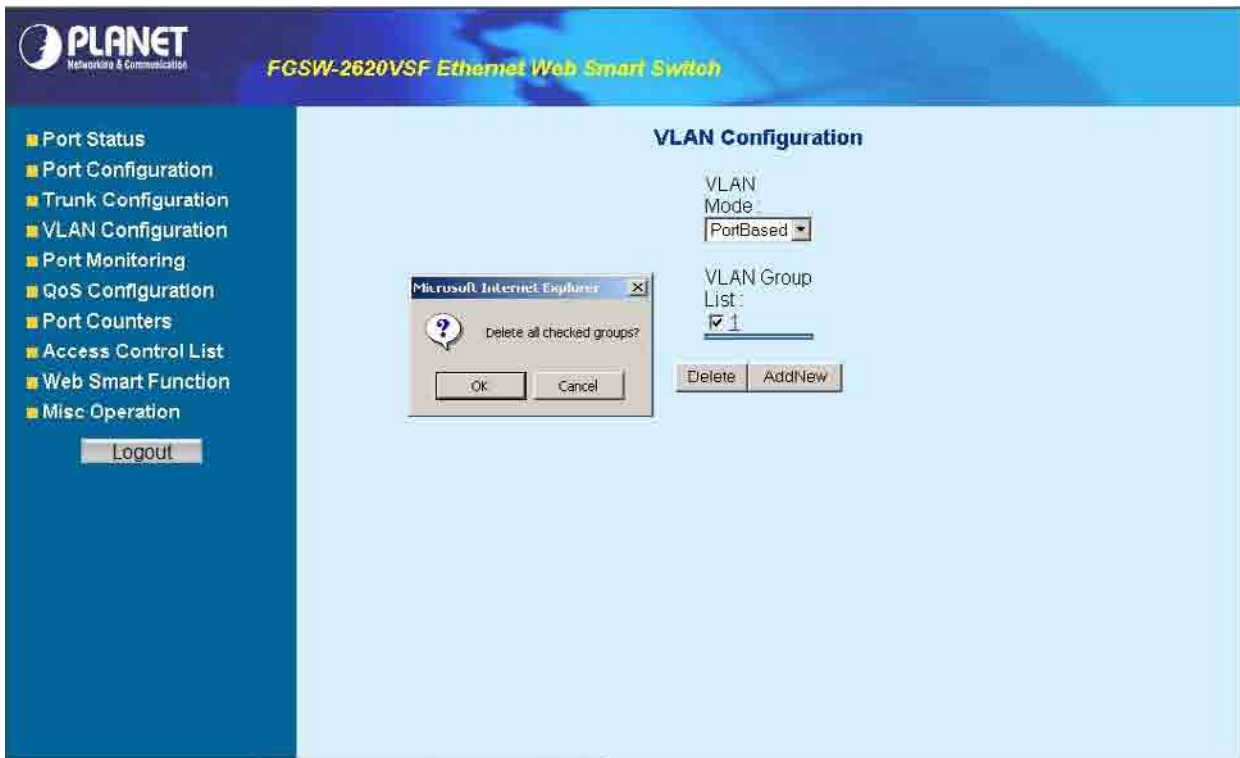 PLANET
Networking & Communication
FGSW-2620VSF Ethernet Web Smart Switch
Port Status
Port Configuration
Trunk Configuration
VLAN Configuration
Port Monitoring
QoS Configuration
Port Counters
Access Control List
Web Smart Function
Misc Operation
Logout
VLAN Configuration
VLAN
Mode :
PortBased
VLAN Group
List :
1
Delete AddNew
Microsoft Internet Explorer
Delete all checked groups?
OK Cancel